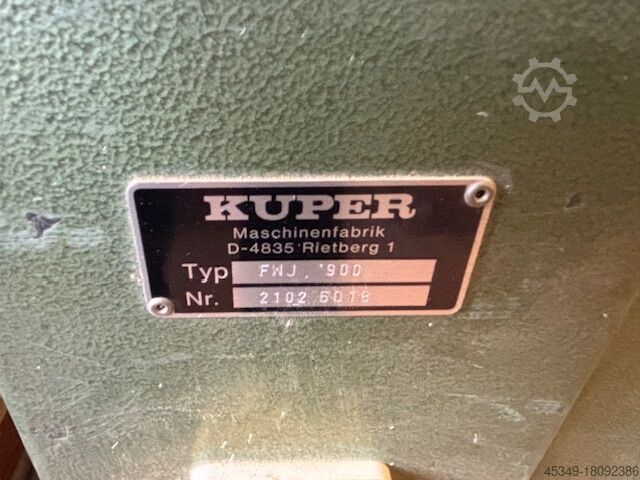 KUPER
Maschinenfabrik
D-4835 Rietberg 1
Typ FWJ. 900
Nr. 2102 6018
45349-18092386